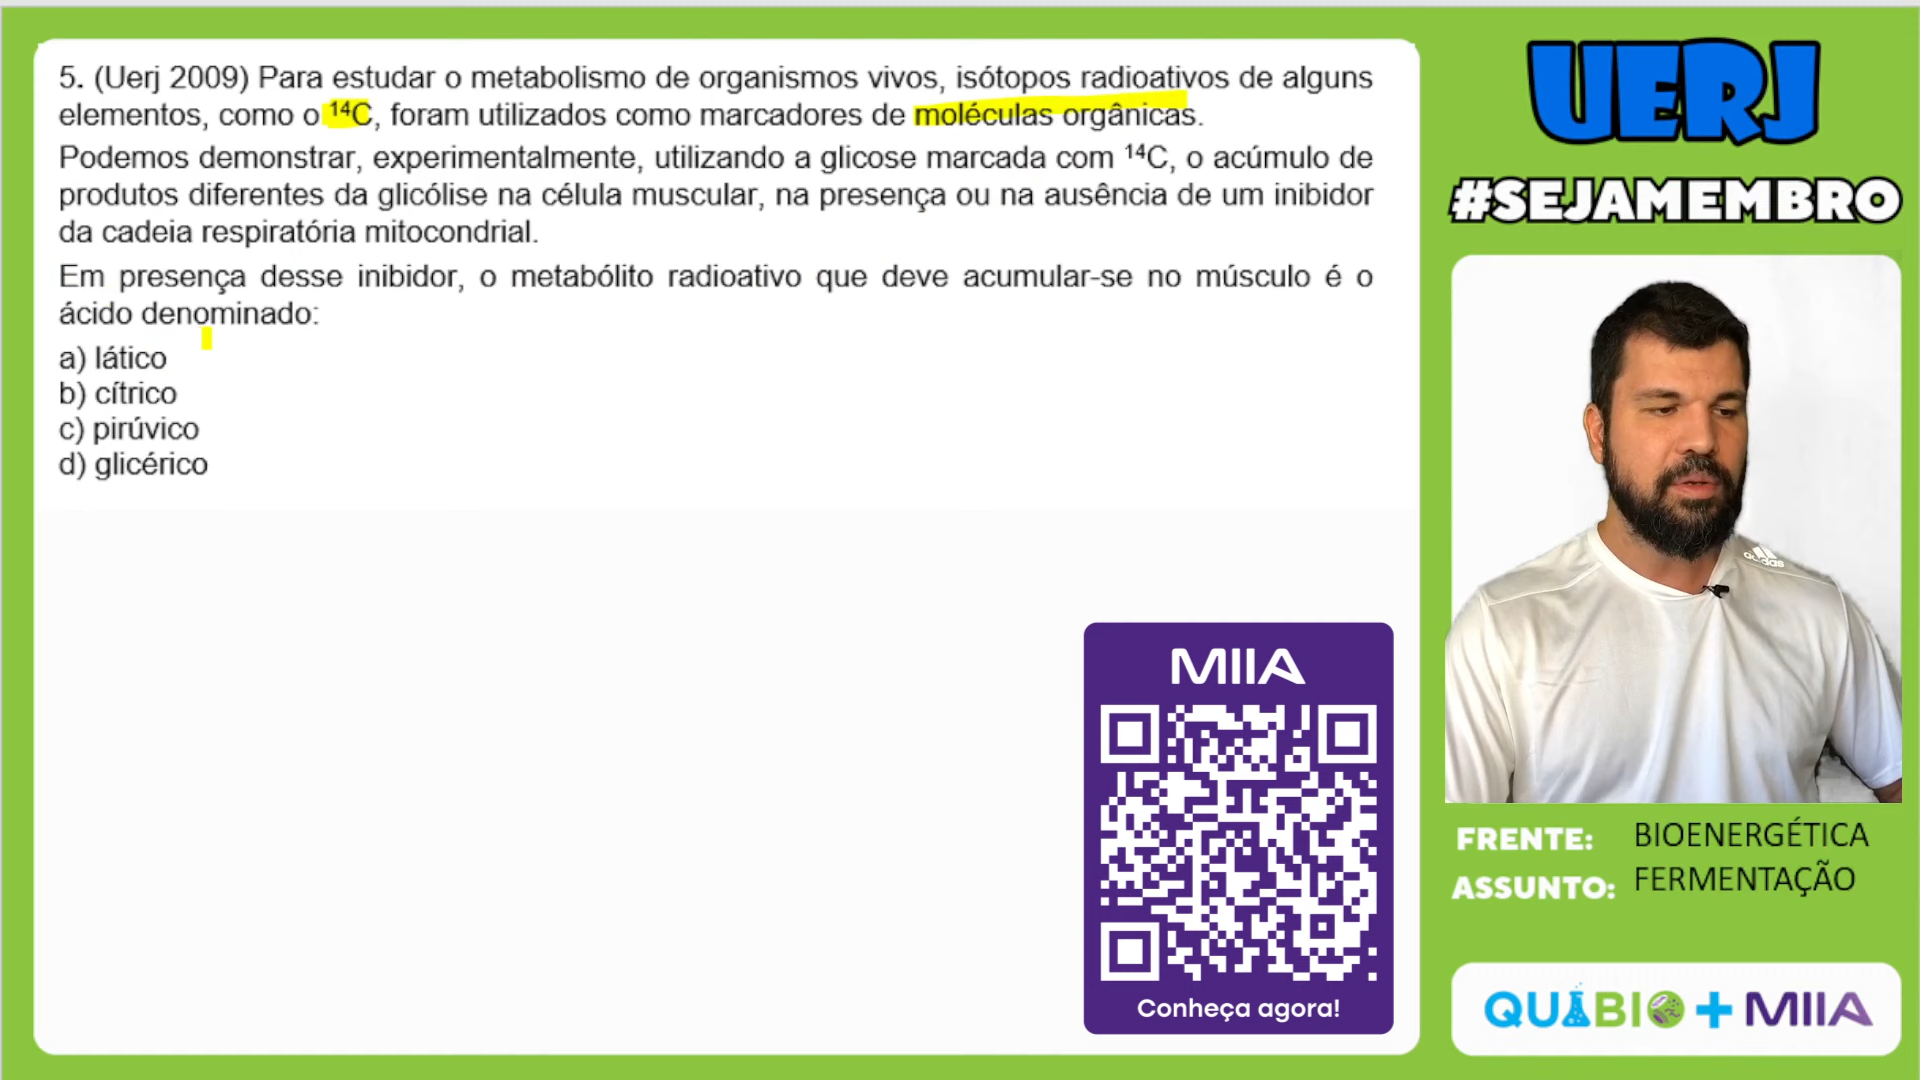 5. (Uerj 2009) Para estudar o metabolismo de organismos vivos, isótopos radioativos de alguns
elementos, como o ¹⁴C, foram utilizados como marcadores de moléculas orgânicas.
Podemos demonstrar, experimentalmente, utilizando a glicose marcada com ¹⁴C, o acúmulo de
produtos diferentes da glicólise na célula muscular, na presença ou na ausência de um inibidor
da cadeia respiratória mitocondrial.
Em presença desse inibidor, o metabólito radioativo que deve acumular-se no músculo é o
ácido denominado:
a) lático
b) cítrico
c) pirúvico
d) glicérico
MIIA
Conheça agora!
UERJ
#SEJAMEMBRO
adidas
FRENTE: BIOENERGÉTICA
ASSUNTO: FERMENTAÇÃO
QUIBIO + MIIA